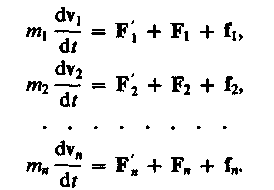 m₁ dv₁/dt = F′₁ + F₁ + f₁,
m₂ dv₂/dt = F′₂ + F₂ + f₂,
. . . . . . . . .
mₙ dvₙ/dt = F′ₙ + Fₙ + fₙ.